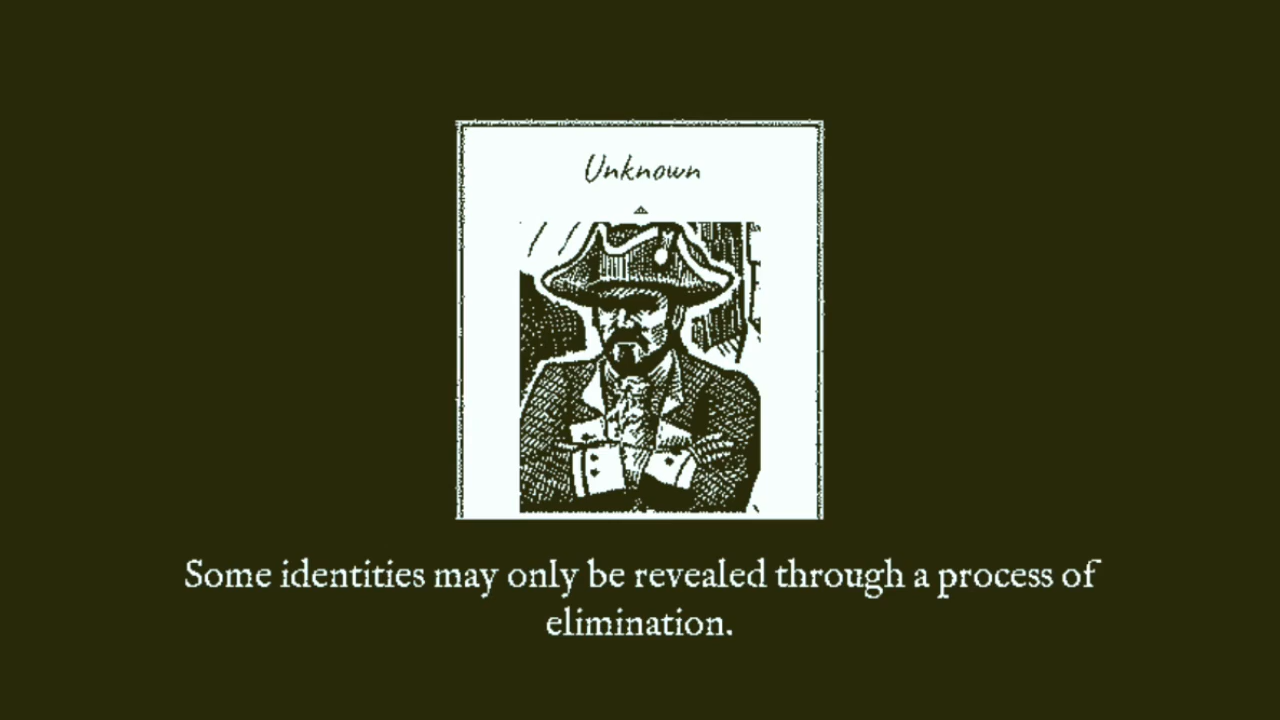 Unknown
Some identities may only be revealed through a process of
elimination.